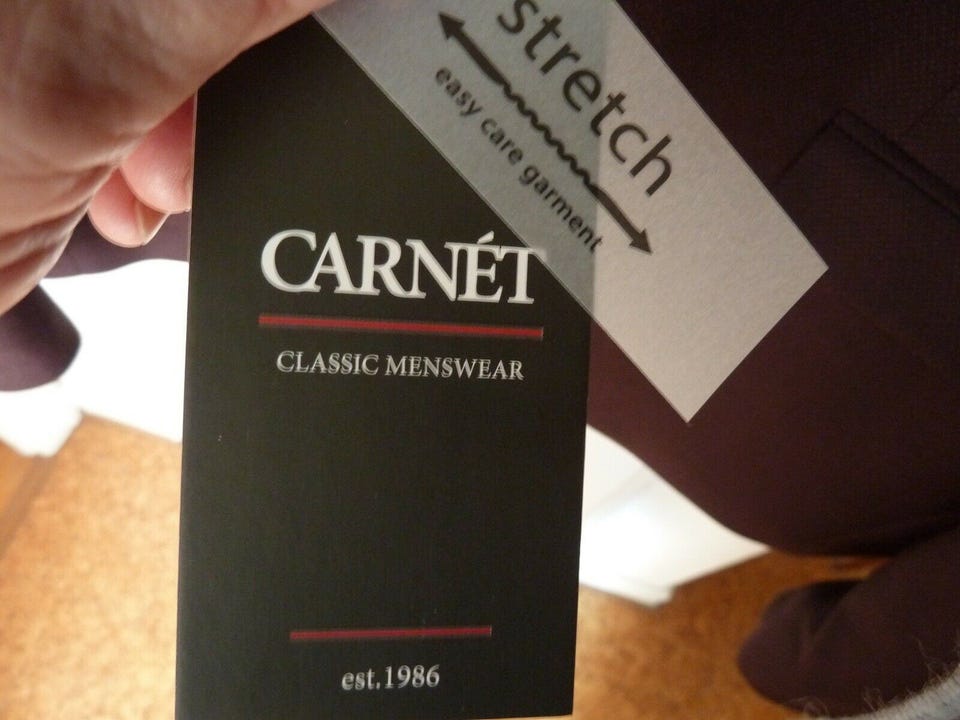 stretch
easy care garment
CARNÉT
CLASSIC MENSWEAR
est.1986